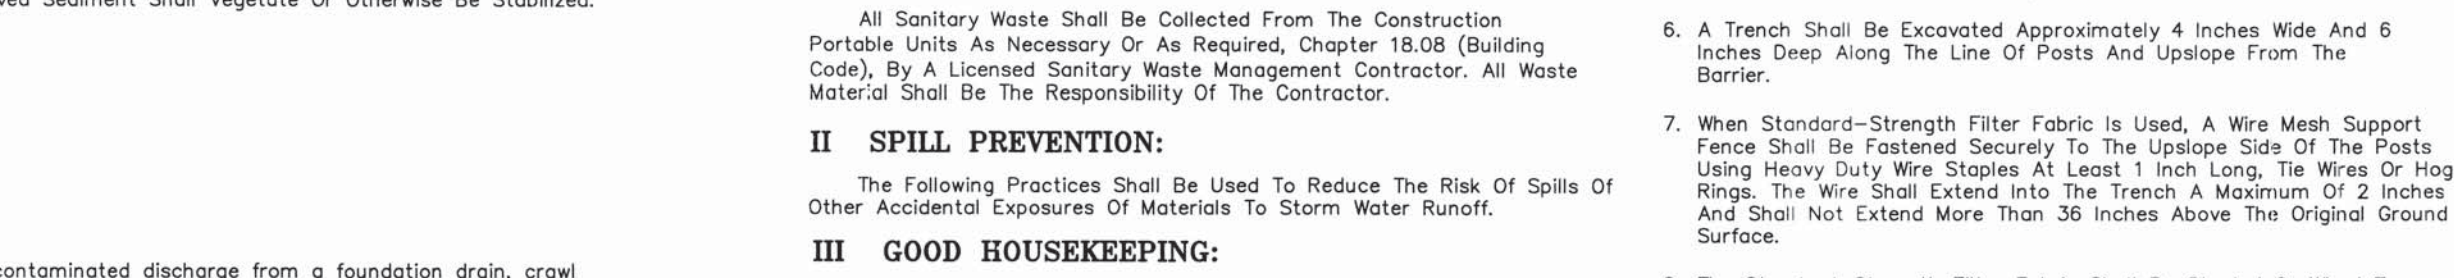 Sediment Shall Vegetate Or Otherwise Be Stabilized.
contaminated discharge from a foundation drain, crawl
All Sanitary Waste Shall Be Collected From The Construction
Portable Units As Necessary Or As Required, Chapter 18.08 (Building
Code), By A Licensed Sanitary Waste Management Contractor. All Waste
Material Shall Be The Responsibility Of The Contractor.
II SPILL PREVENTION:
The Following Practices Shall Be Used To Reduce The Risk Of Spills Of
Other Accidental Exposures Of Materials To Storm Water Runoff.
III GOOD HOUSEKEEPING:
6. A Trench Shall Be Excavated Approximately 4 Inches Wide And 6
Inches Deep Along The Line Of Posts And Upslope From The
Barrier.
7. When Standard-Strength Filter Fabric Is Used, A Wire Mesh Support
Fence Shall Be Fastened Securely To The Upslope Side Of The Posts
Using Heavy Duty Wire Staples At Least 1 Inch Long, Tie Wires Or Hog
Rings. The Wire Shall Extend Into The Trench A Maximum Of 2 Inches
And Shall Not Extend More Than 36 Inches Above The Original Ground
Surface.